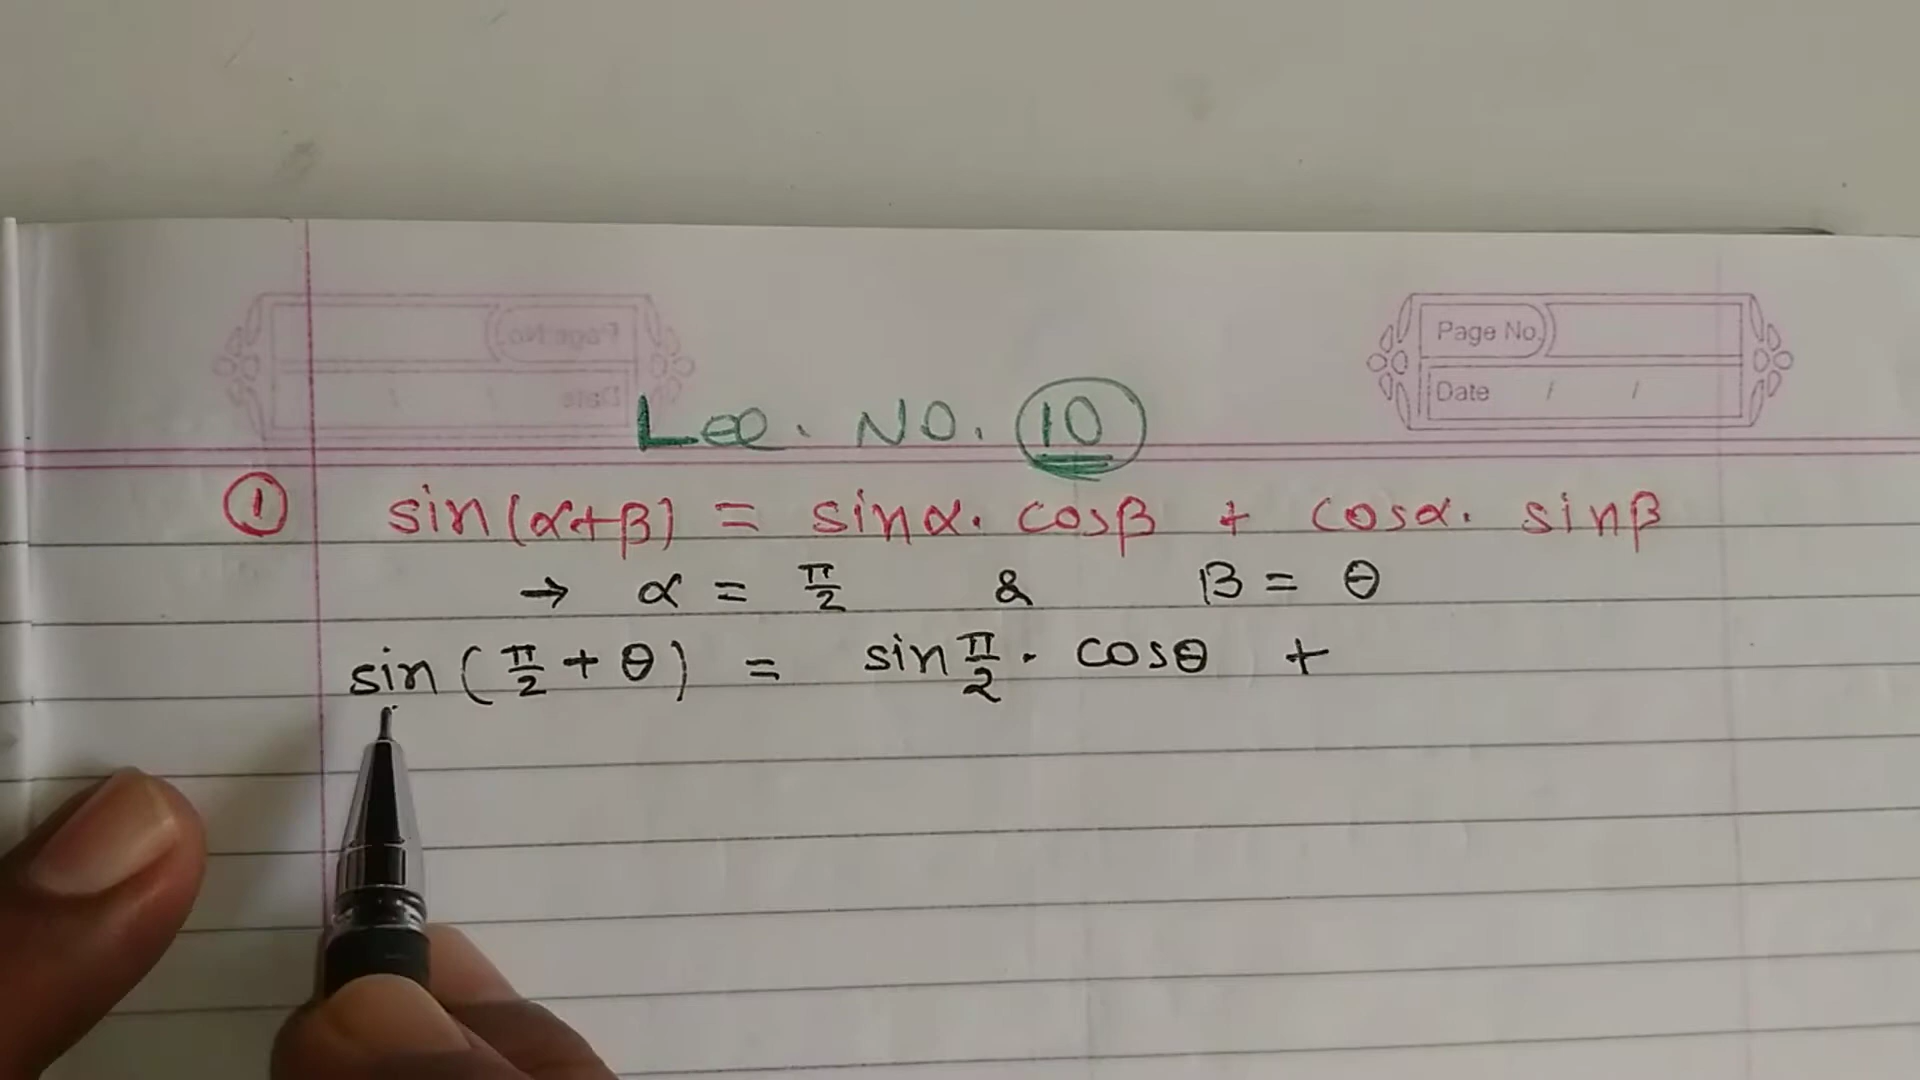 Page No.
Date / /
Lec. NO. 10
① sin(α+β) = sinα. cosβ + cosα. sinβ
→ α = π/2 & β = θ
sin(π/2 + θ) = sin π/2 . cosθ +